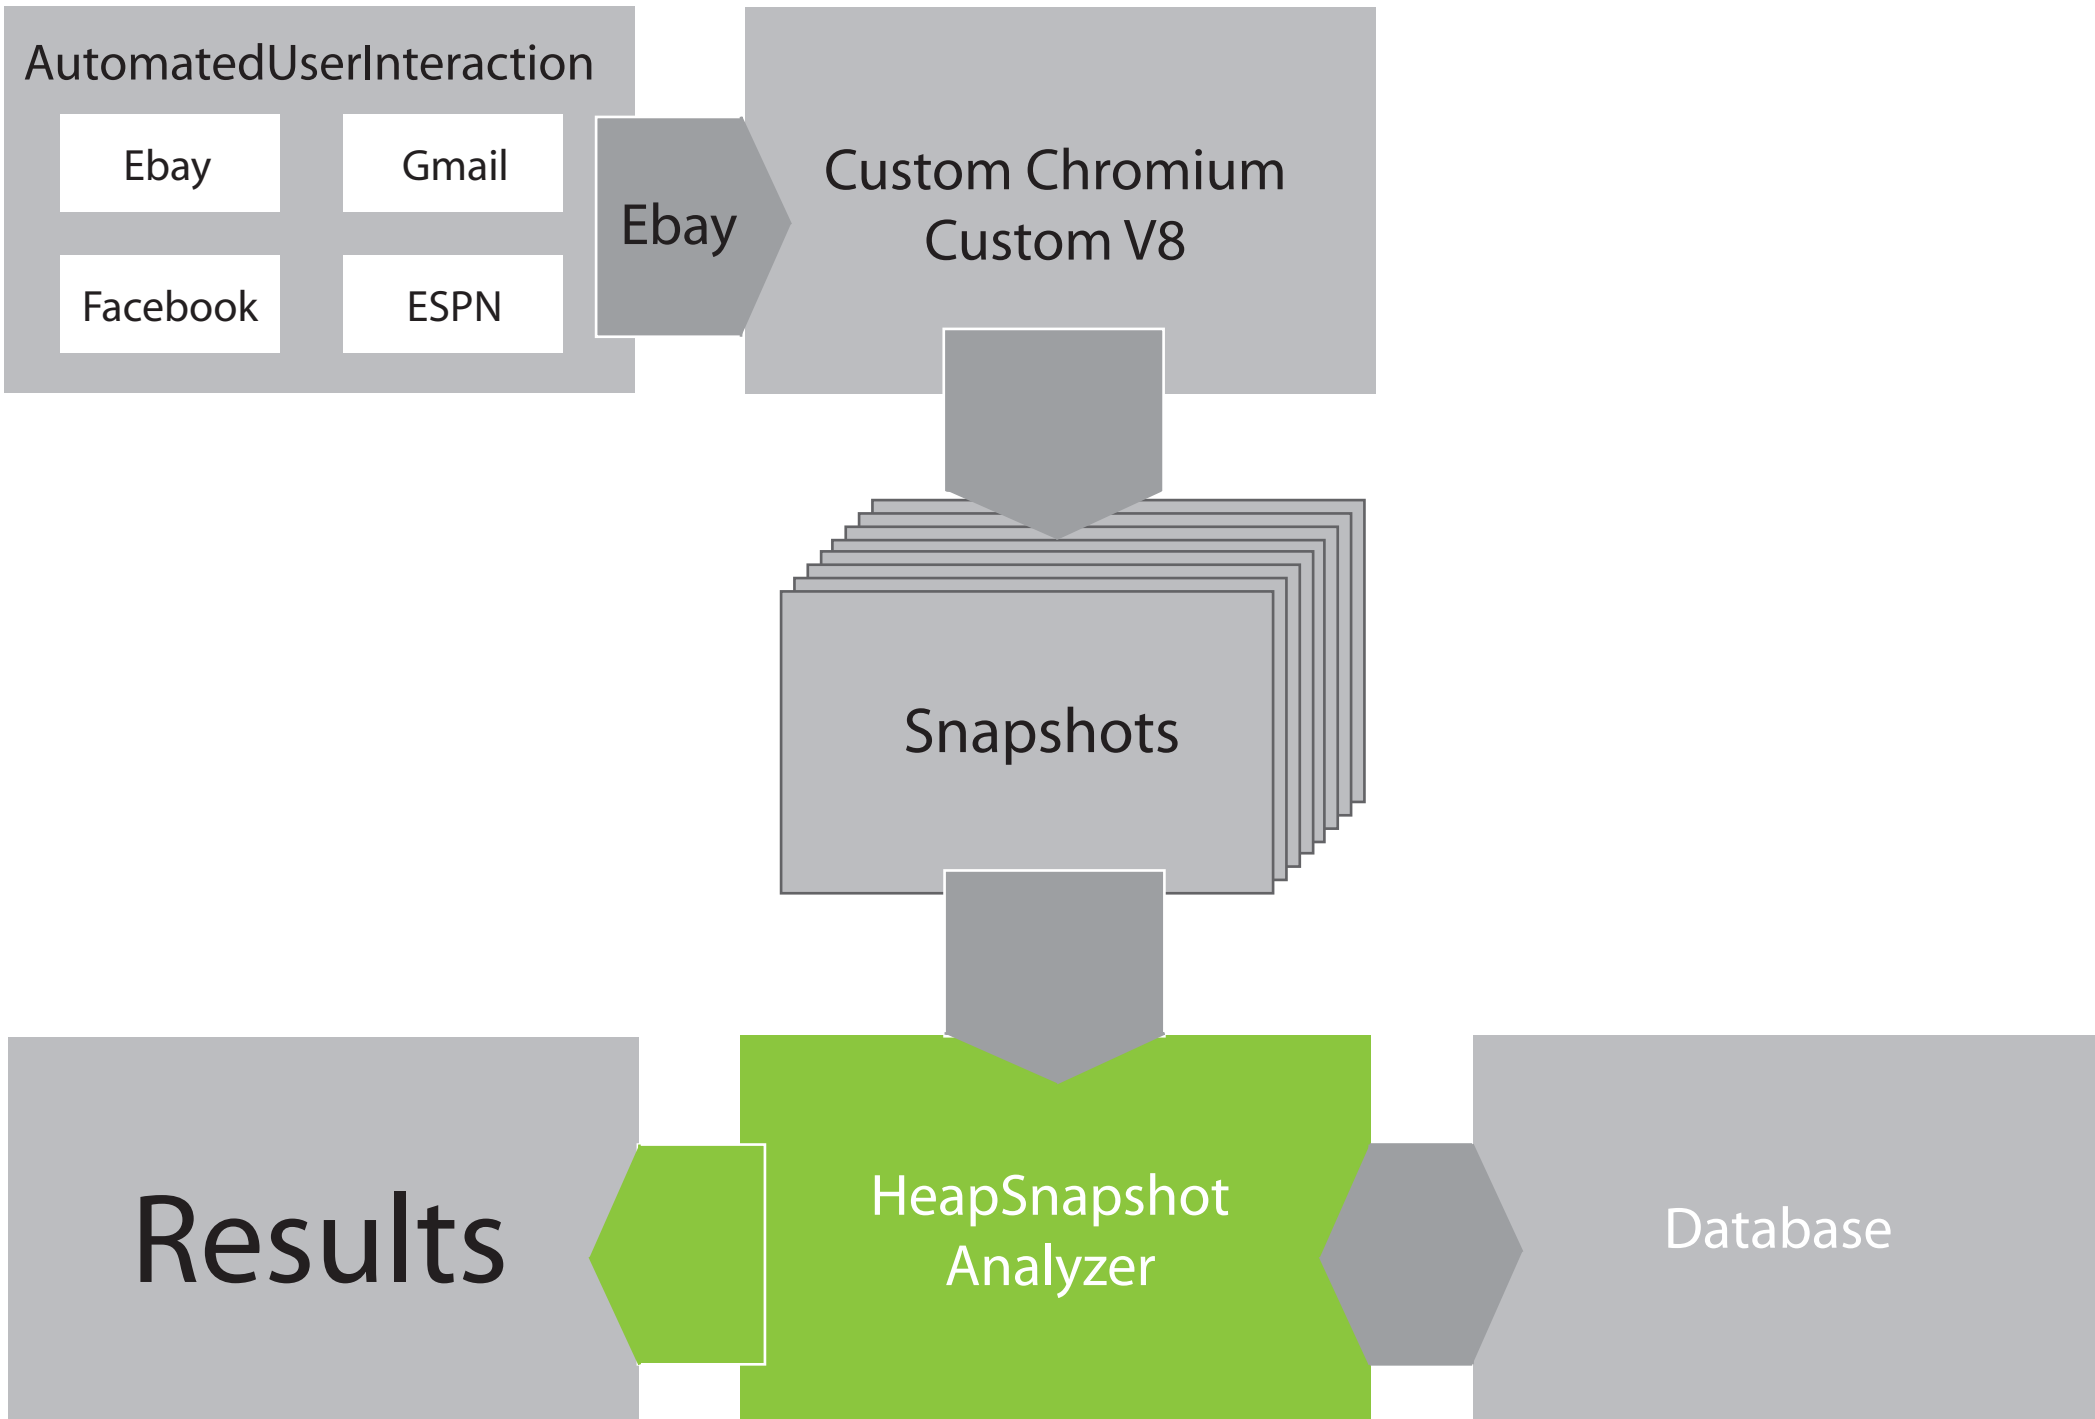 AutomatedUserInteraction
Ebay
Gmail
Facebook
ESPN
Ebay
Custom Chromium
Custom V8
Snapshots
Results
HeapSnapshot
Analyzer
Database